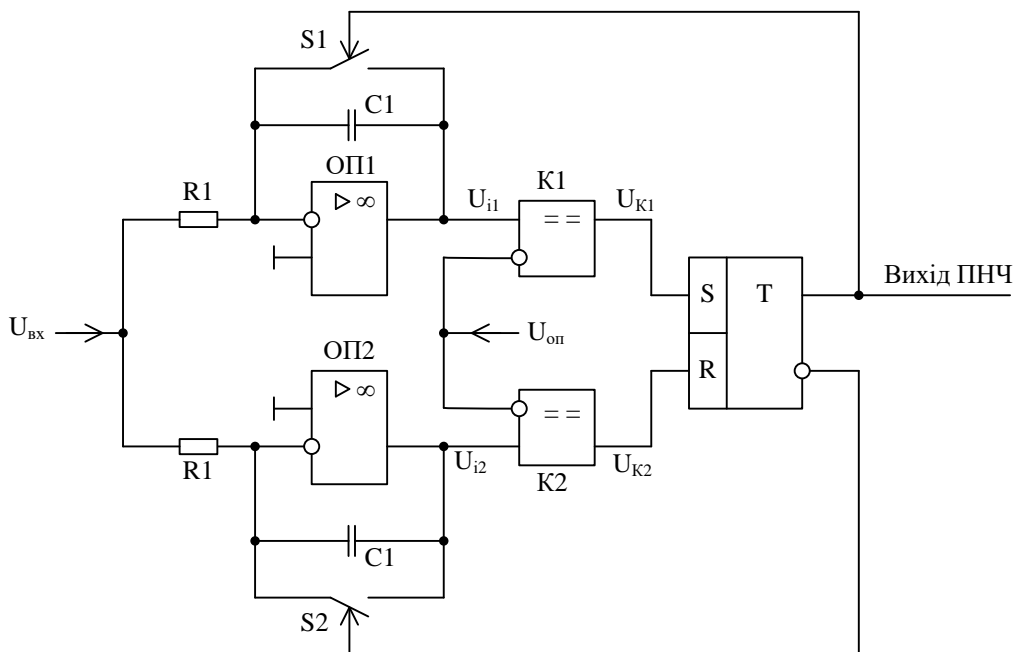 S1
C1
ОП1
▷ ∞
R1
U_i1
К1
= =
U_К1
S
T
R
Вихід ПНЧ
U_вх
U_оп
ОП2
▷ ∞
R1
U_i2
= =
К2
U_К2
C1
S2